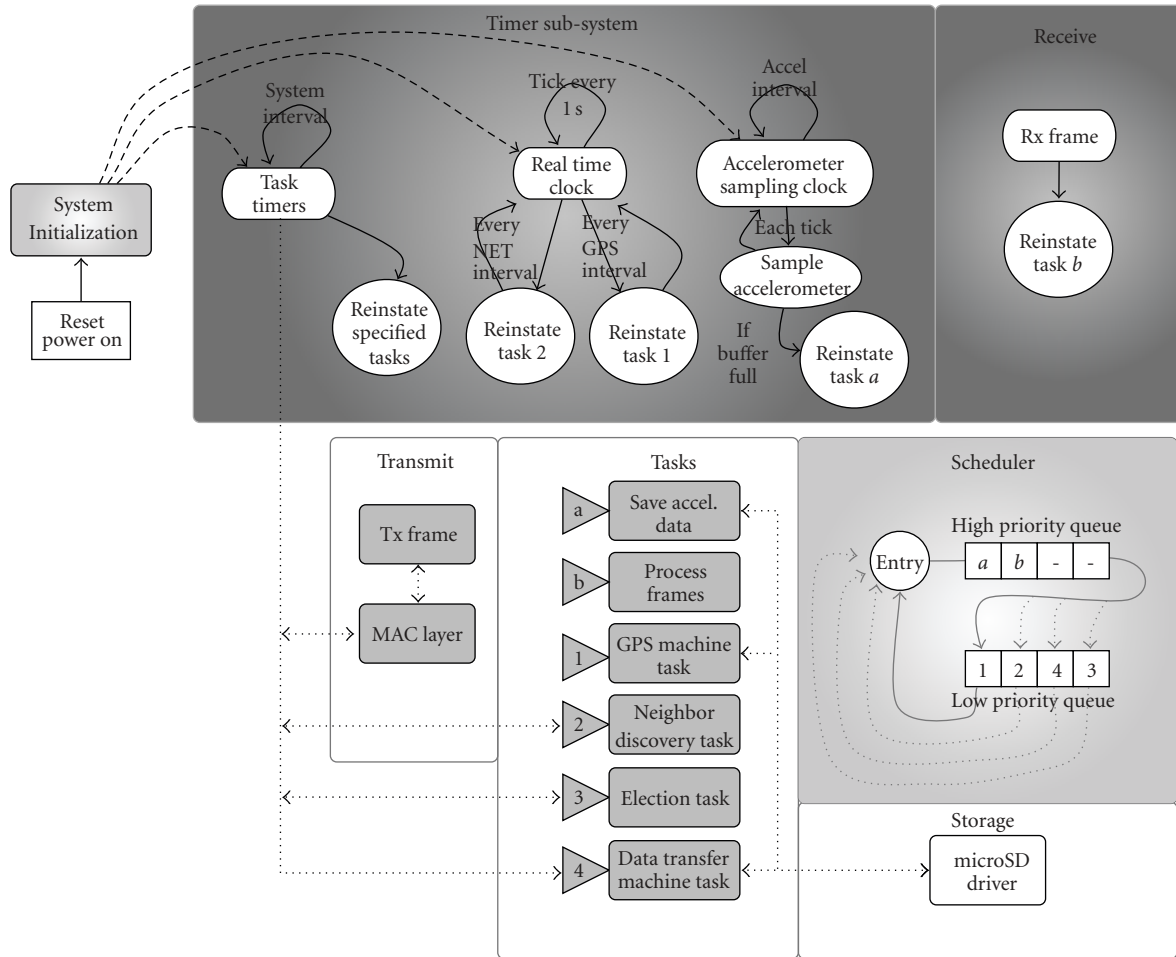 Timer sub-system
Receive
System
interval
Tick every
1 s
Accel
interval
Rx frame
Task
timers
Real time
clock
Accelerometer
sampling clock
System
Initialization
Every
NET
interval
Every
GPS
interval
Each tick
Sample
accelerometer
Reinstate
task b
Reset
power on
Reinstate
specified
tasks
Reinstate
task 2
Reinstate
task 1
If
buffer
full
Reinstate
task a
Transmit
Tx frame
MAC layer
Tasks
a
Save accel.
data
b
Process
frames
1
GPS machine
task
2
Neighbor
discovery task
3
Election task
4
Data transfer
machine task
Scheduler
High priority queue
Entry
a b - -
1 2 4 3
Low priority queue
Storage
microSD
driver